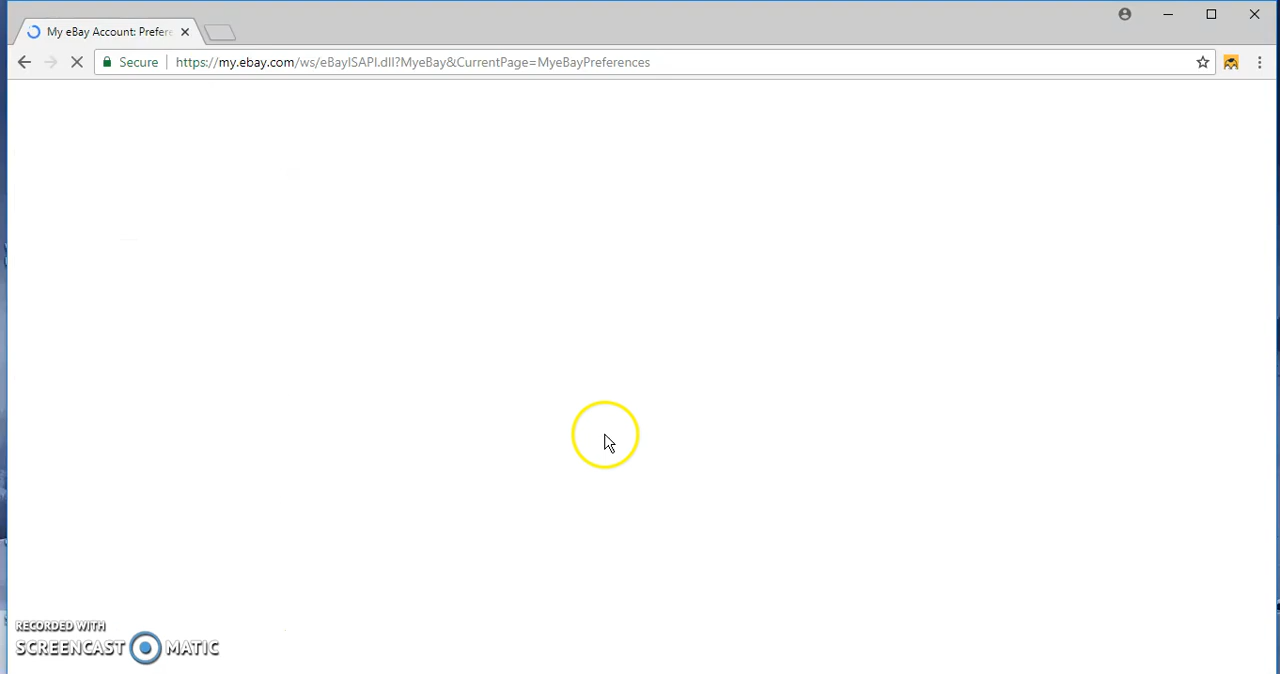 My eBay Account: Prefere
Secure
https://my.ebay.com/ws/eBayISAPI.dll?MyeBay&CurrentPage=MyeBayPreferences
RECORDED WITH
SCREENCAST MATIC